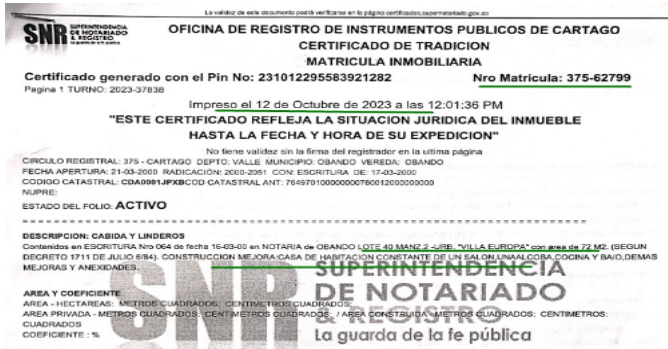 La validez de este documento podrá verificarse en la página certificados.supernotariado.gov.co
SNR SUPERINTENDENCIA
DE NOTARIADO
& REGISTRO
La guarda de la fe pública
OFICINA DE REGISTRO DE INSTRUMENTOS PUBLICOS DE CARTAGO
CERTIFICADO DE TRADICION
MATRICULA INMOBILIARIA
Certificado generado con el Pin No: 231012295583921282
Nro Matrícula: 375-62799
Pagina 1 TURNO: 2023-37838
Impreso el 12 de Octubre de 2023 a las 12:01:36 PM
"ESTE CERTIFICADO REFLEJA LA SITUACION JURIDICA DEL INMUEBLE
HASTA LA FECHA Y HORA DE SU EXPEDICION"
No tiene validez sin la firma del registrador en la ultima página
CIRCULO REGISTRAL: 375 - CARTAGO DEPTO: VALLE MUNICIPIO: OBANDO VEREDA: OBANDO
FECHA APERTURA: 21-03-2000 RADICACIÓN: 2000-2051 CON: ESCRITURA DE: 17-03-2000
CODIGO CATASTRAL: CDA0001JPXBCOD CATASTRAL ANT:
NUPRE:
ESTADO DEL FOLIO: ACTIVO
DESCRIPCION: CABIDA Y LINDEROS
Contenidos en ESCRITURA Nro 064 de fecha 16-03-00 en NOTARIA de OBANDO LOTE 40 MANZ.2 -URB. "VILLA EUROPA" con area de 72 M2. (SEGUN
DECRETO 1711 DE JULIO 6/84). CONSTRUCCION MEJORA:CASA DE HABITACION CONSTANTE DE UN SALON,UNAALCOBA,COCINA Y BA/O,DEMAS
MEJORAS Y ANEXIDADES.
AREA Y COEFICIENTE
AREA - HECTAREAS: METROS CUADRADOS: CENTIMETROS CUADRADOS:
AREA PRIVADA - METROS CUADRADOS: CENTIMETROS CUADRADOS: / AREA CONSTRUIDA - METROS CUADRADOS: CENTIMETROS:
CUADRADOS
COEFICIENTE : %
SNR SUPERINTENDENCIA
DE NOTARIADO
& REGISTRO
La guarda de la fe pública